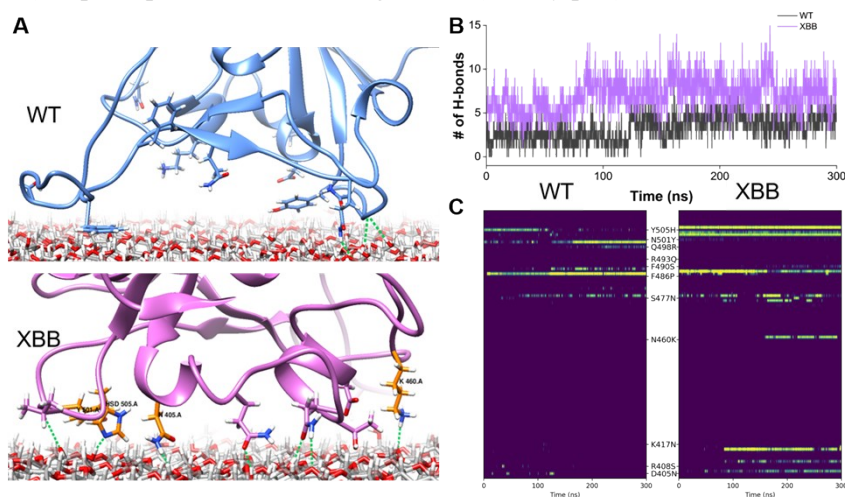 A
WT
XBB
HSD 505.A
K 460.A
B
WT
XBB
# of H-bonds
15
10
5
0
0
100
200
300
Time (ns)
C
WT
XBB
Y505H
N501Y
Q498R
R493Q
F490S
F486P
S477N
N460K
K417N
R408S
D405N
0
100
200
300
Time (ns)
0
100
200
300
Time (ns)